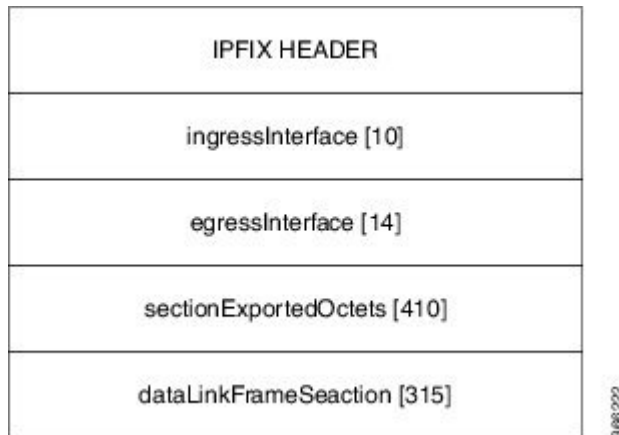 IPFIX HEADER
ingressInterface [10]
egressInterface [14]
sectionExportedOctets [410]
dataLinkFrameSeaction [315]